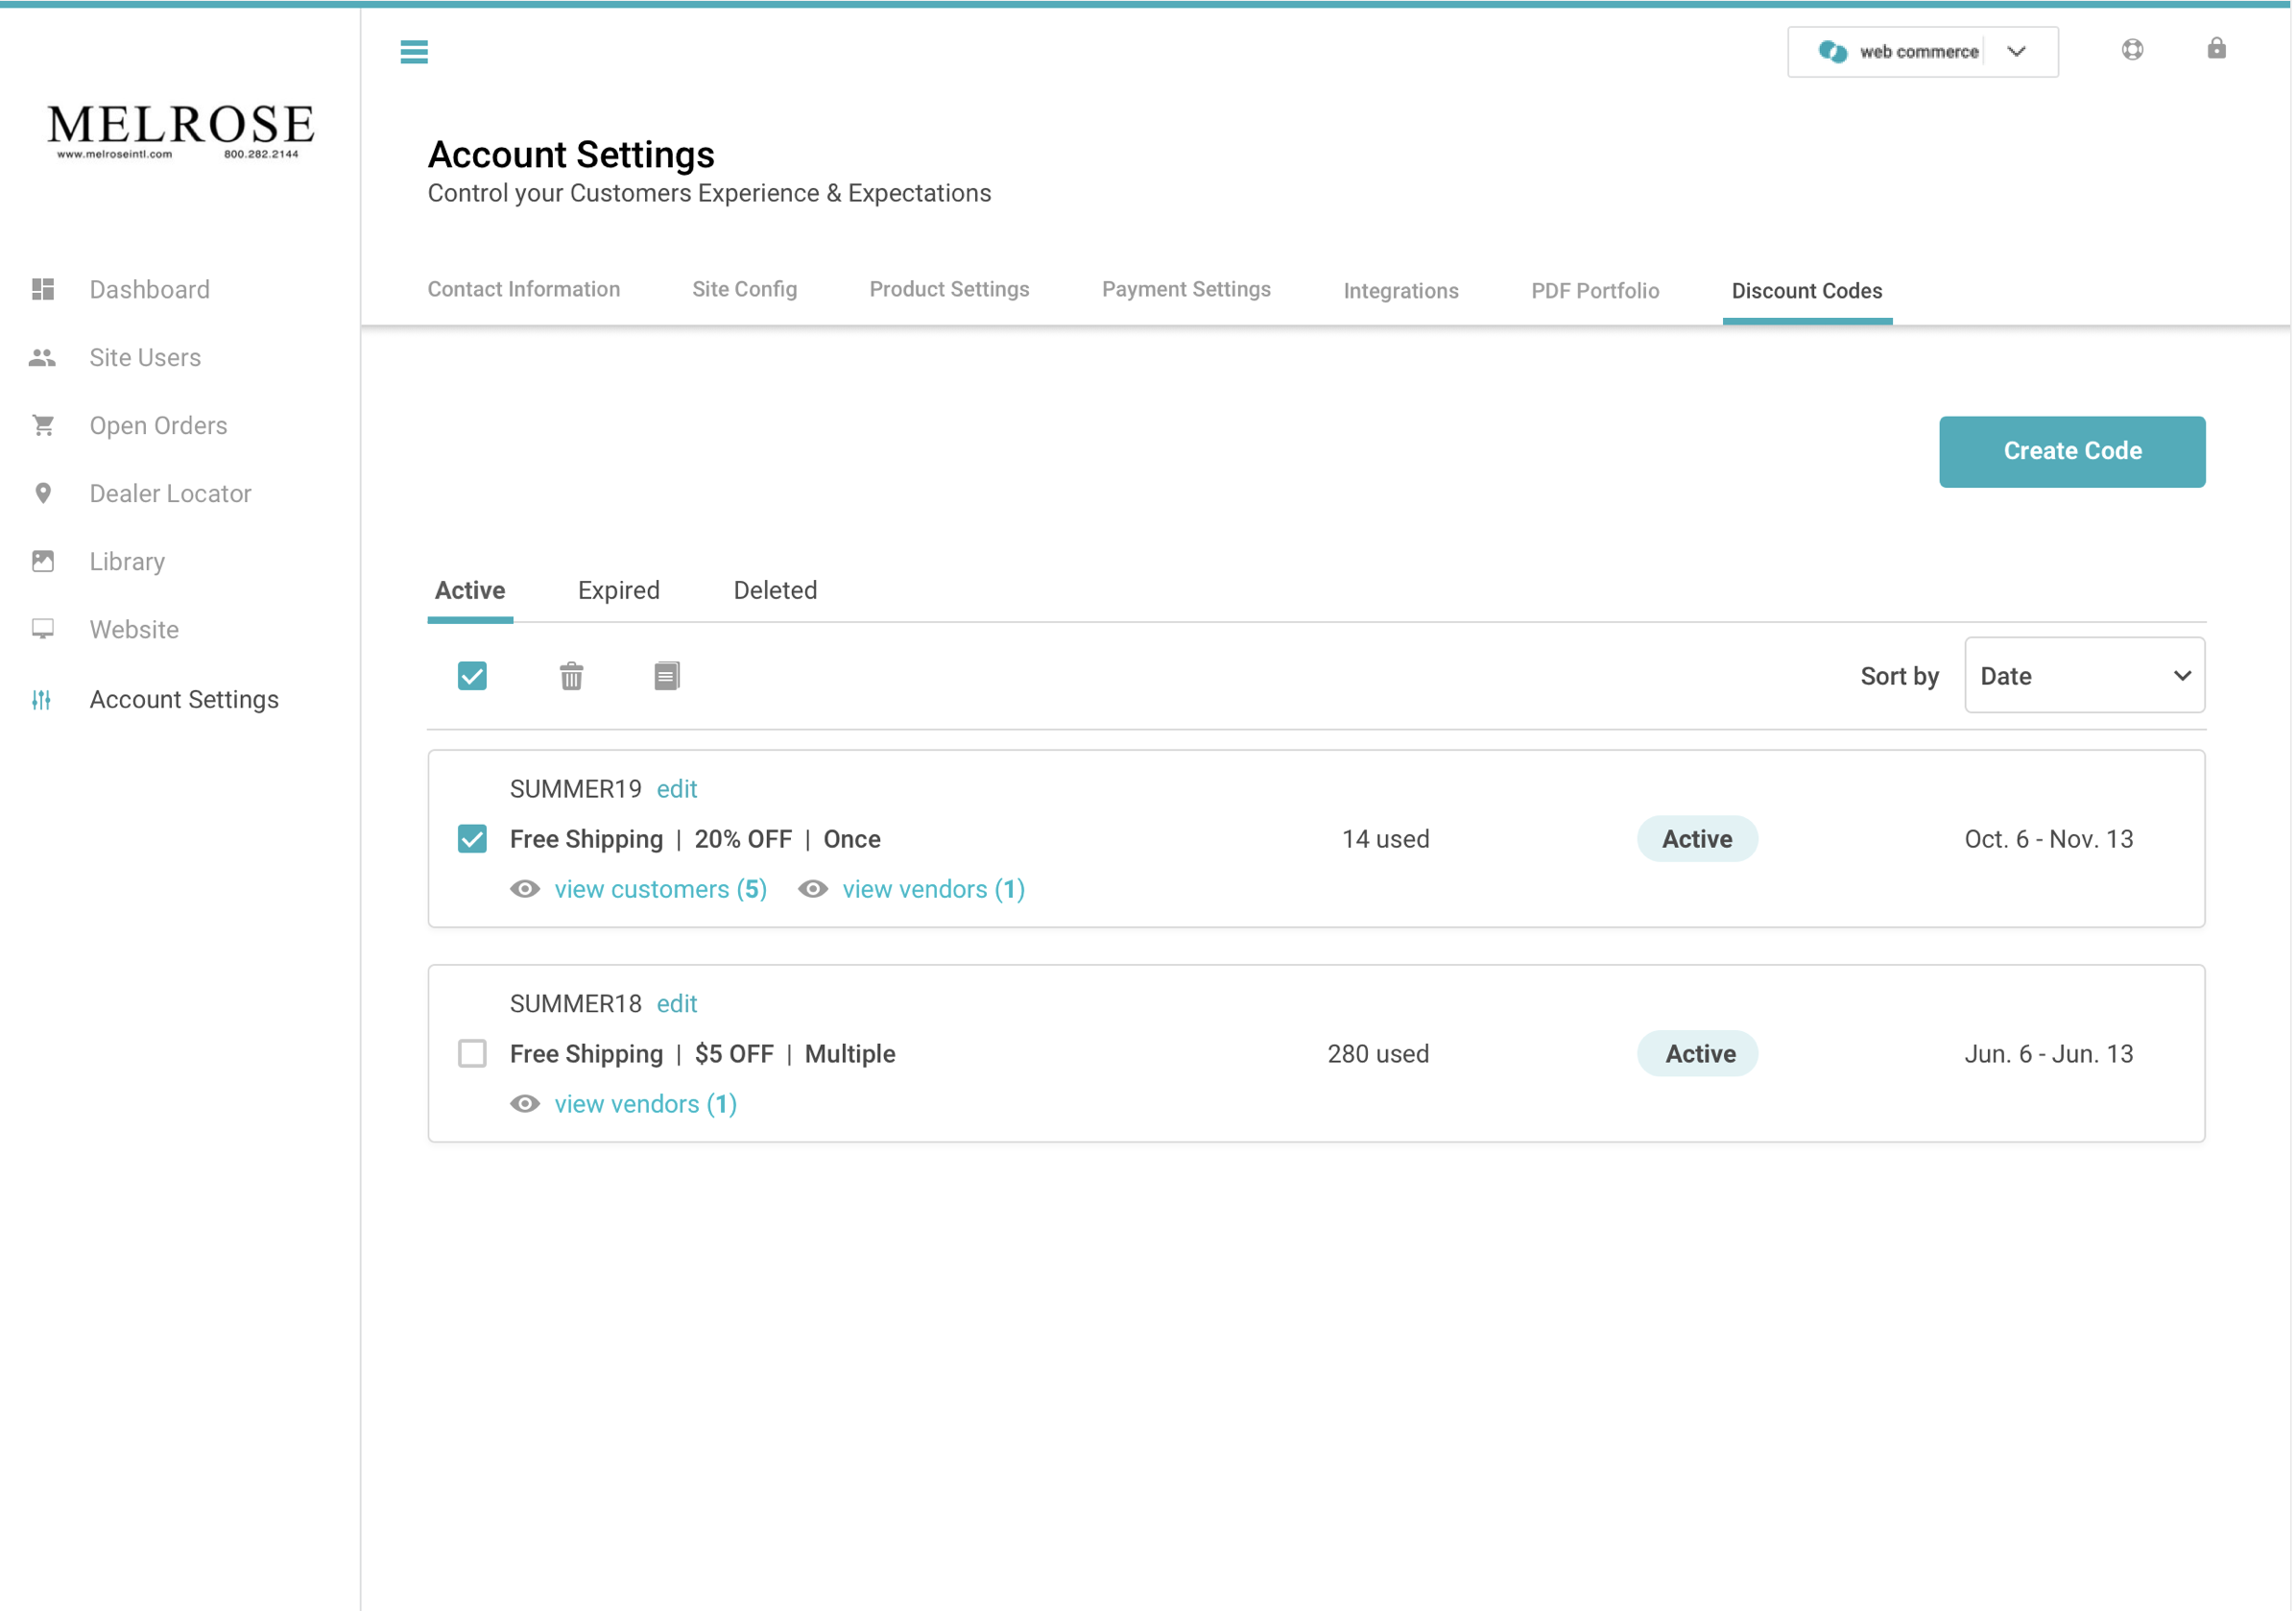 MELROSE
www.melroseintl.com 800.282.2144
Dashboard
Site Users
Open Orders
Dealer Locator
Library
Website
Account Settings
web commerce
Account Settings
Control your Customers Experience & Expectations
Contact Information Site Config Product Settings Payment Settings Integrations PDF Portfolio Discount Codes
Create Code
Active Expired Deleted
Sort by Date
SUMMER19 edit
Free Shipping | 20% OFF | Once 14 used Active Oct. 6 - Nov. 13
view customers (5) view vendors (1)
SUMMER18 edit
Free Shipping | $5 OFF | Multiple 280 used Active Jun. 6 - Jun. 13
view vendors (1)